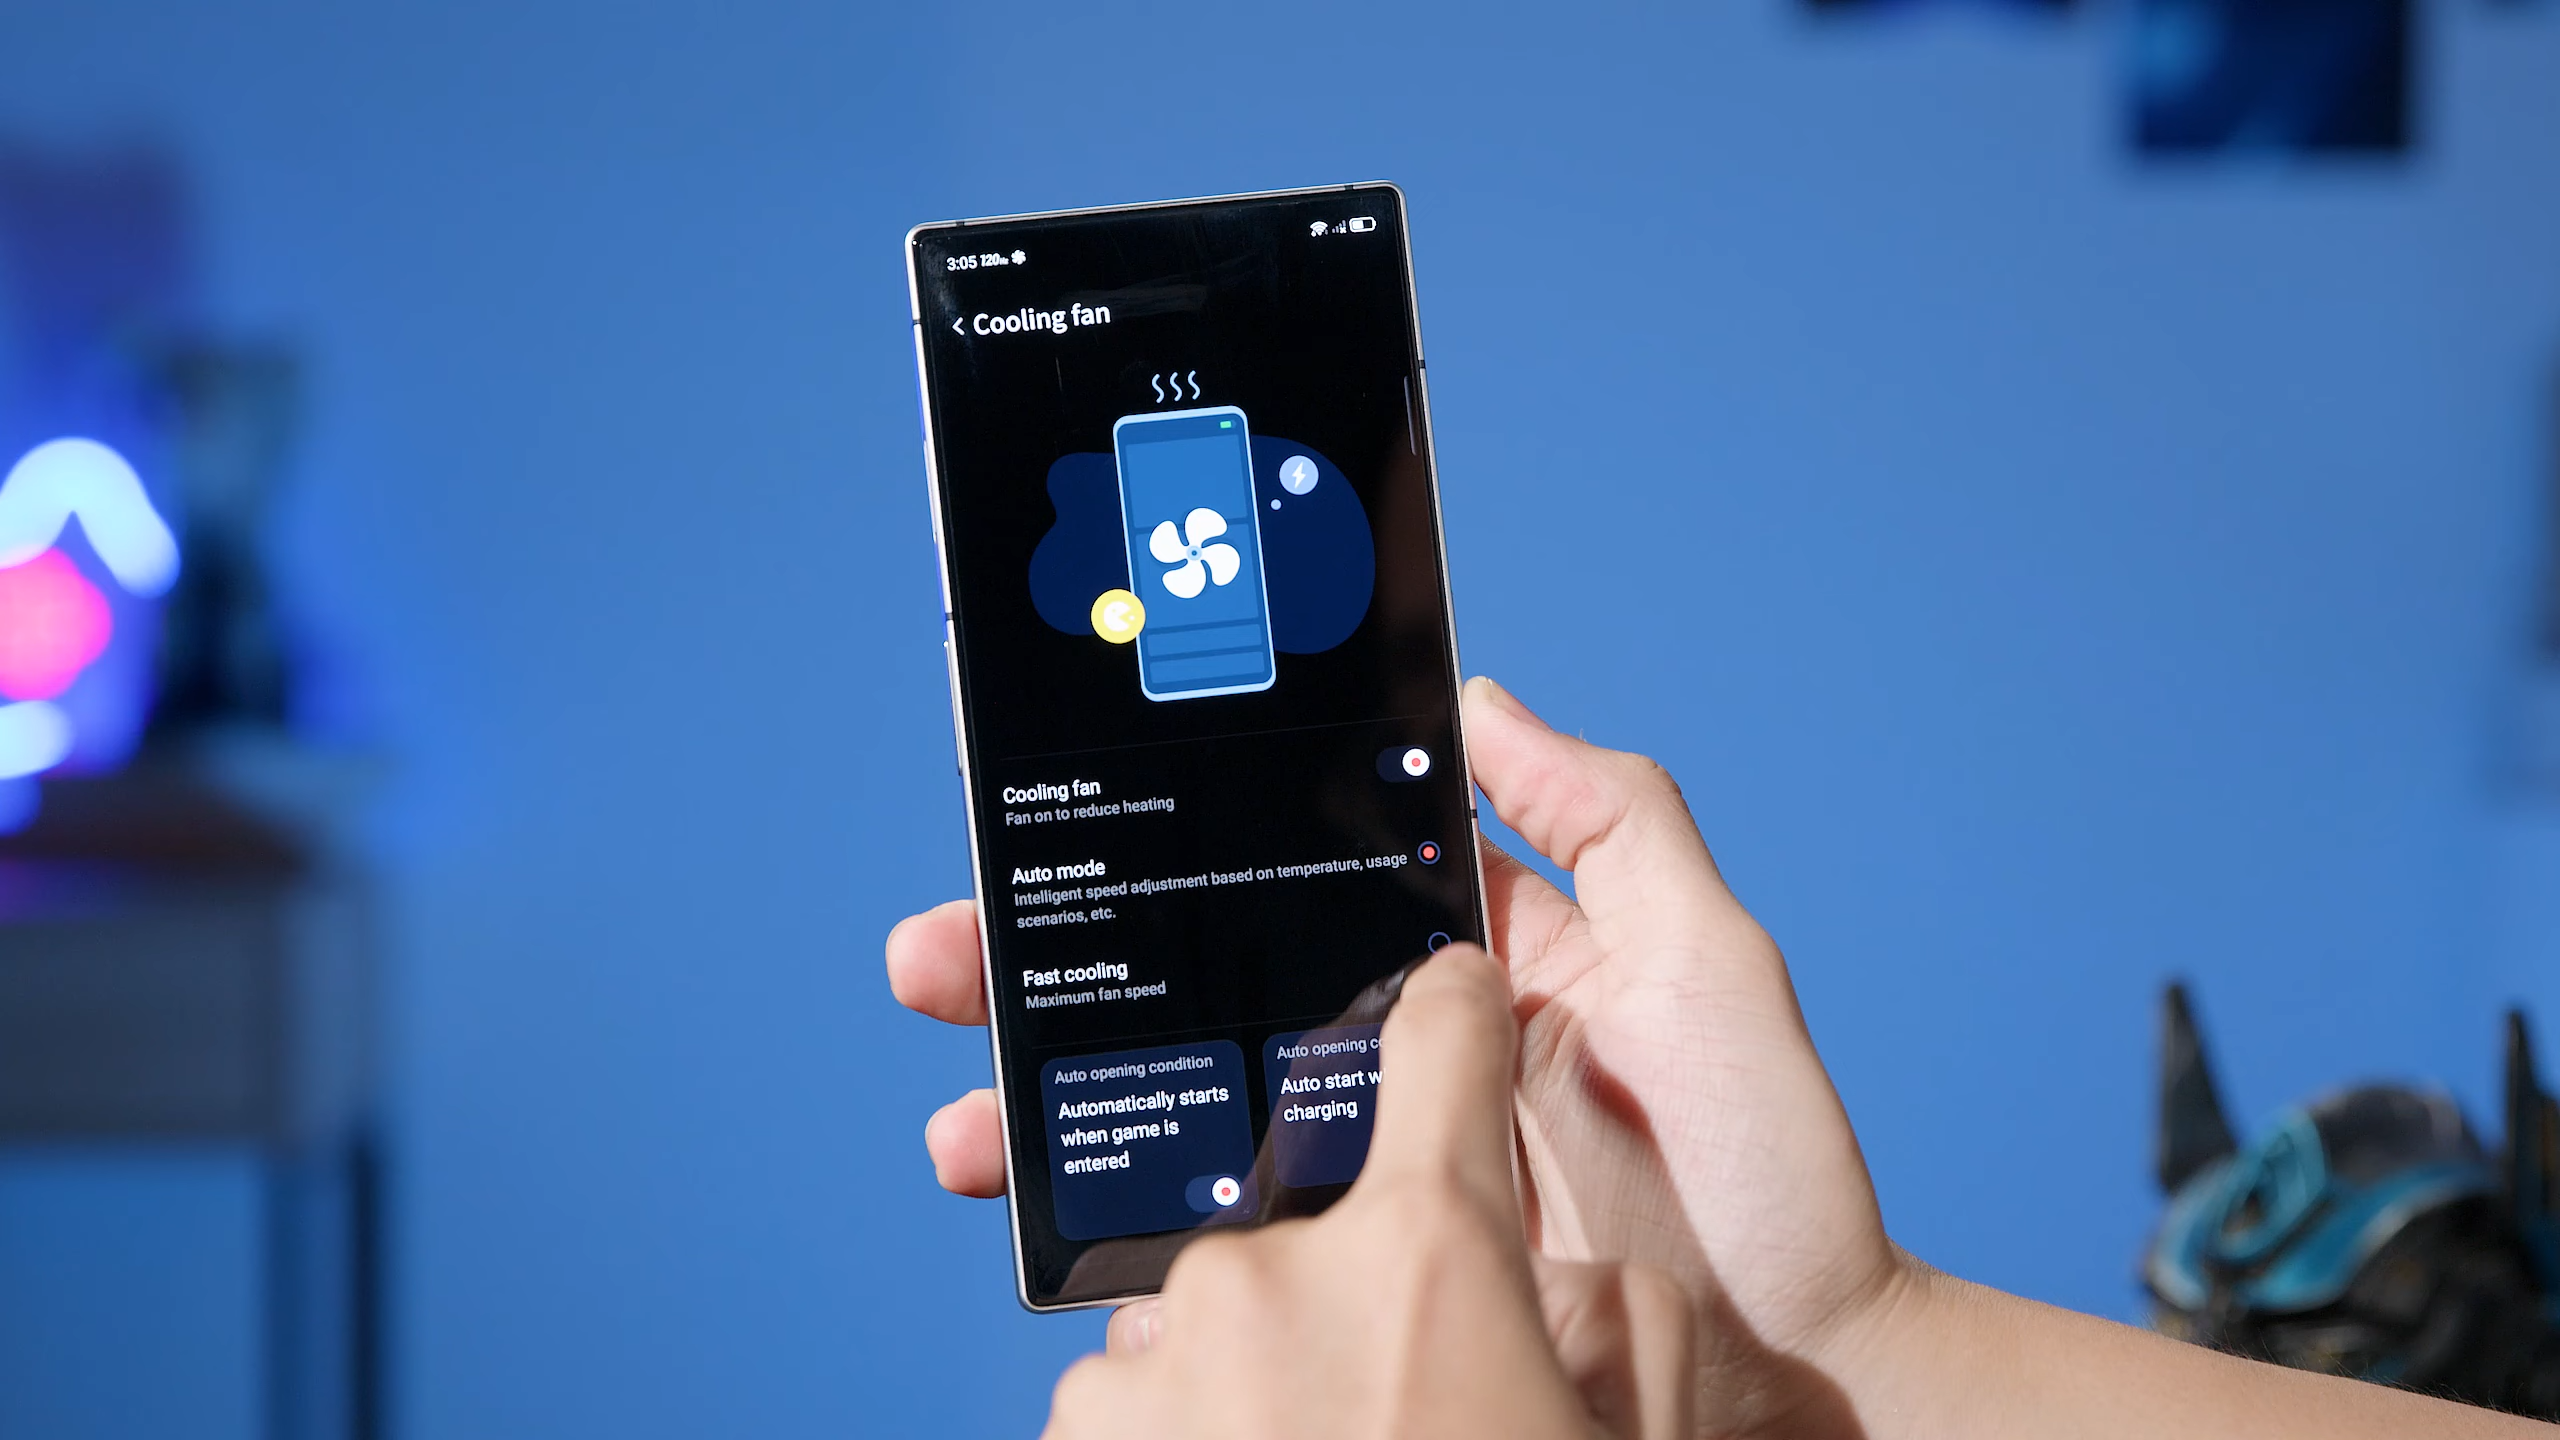 3:05 120Hz
Cooling fan
Cooling fan
Fan on to reduce heating
Auto mode
Intelligent speed adjustment based on temperature, usage
scenarios, etc.
Fast cooling
Maximum fan speed
Auto opening condition
Automatically starts
when game is
entered
Auto opening
Auto start
charging